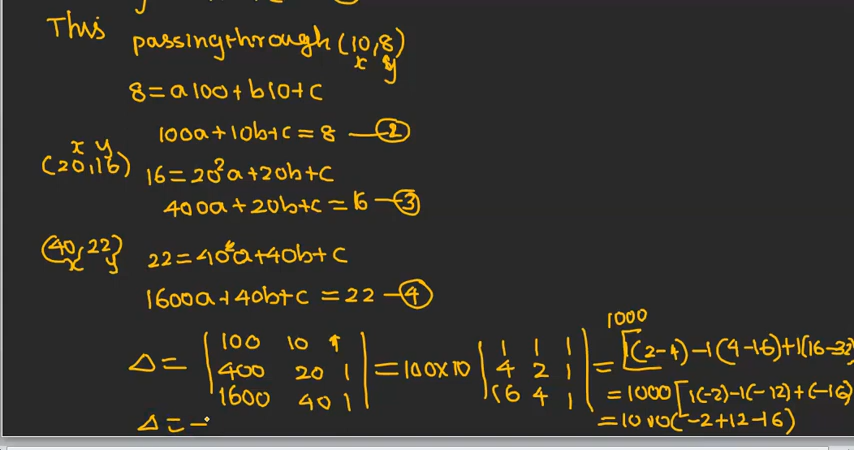 This passing through (10,8)
x y
8 = a100 + b10 + c
100a + 10b + c = 8 — ②
x y
(20,16) 16 = 20²a + 20b + c
400a + 20b + c = 16 — ③
(40,22) 22 = 40²a + 40b + c
x y
1600a + 40b + c = 22 — ④
1000
Δ = | 100 10 1 | = 100×10 | 1 1 1 | = [1(2-4) -1(4-16) +1(16-32
| 400 20 1 | | 4 2 1 | = 1000[1(-2) -1(-12) + (-16)
| 1600 40 1 | | 16 4 1 | = 1000(-2+12-16)
Δ = -